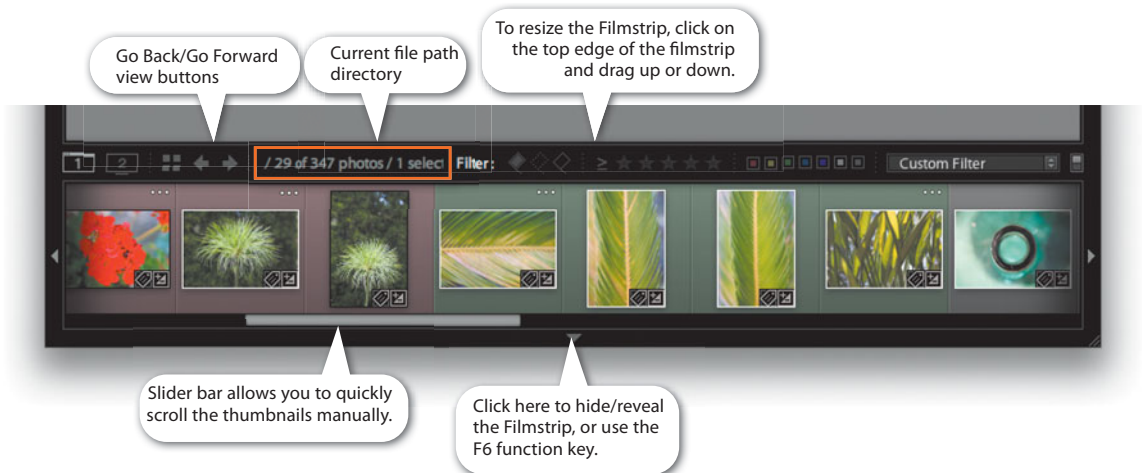 To resize the Filmstrip, click on
the top edge of the filmstrip
and drag up or down.
Go Back/Go Forward
view buttons
Current file path
directory
1 2 / 29 of 347 photos / 1 select Filter: ≥ Custom Filter
Slider bar allows you to quickly
scroll the thumbnails manually.
Click here to hide/reveal
the Filmstrip, or use the
F6 function key.